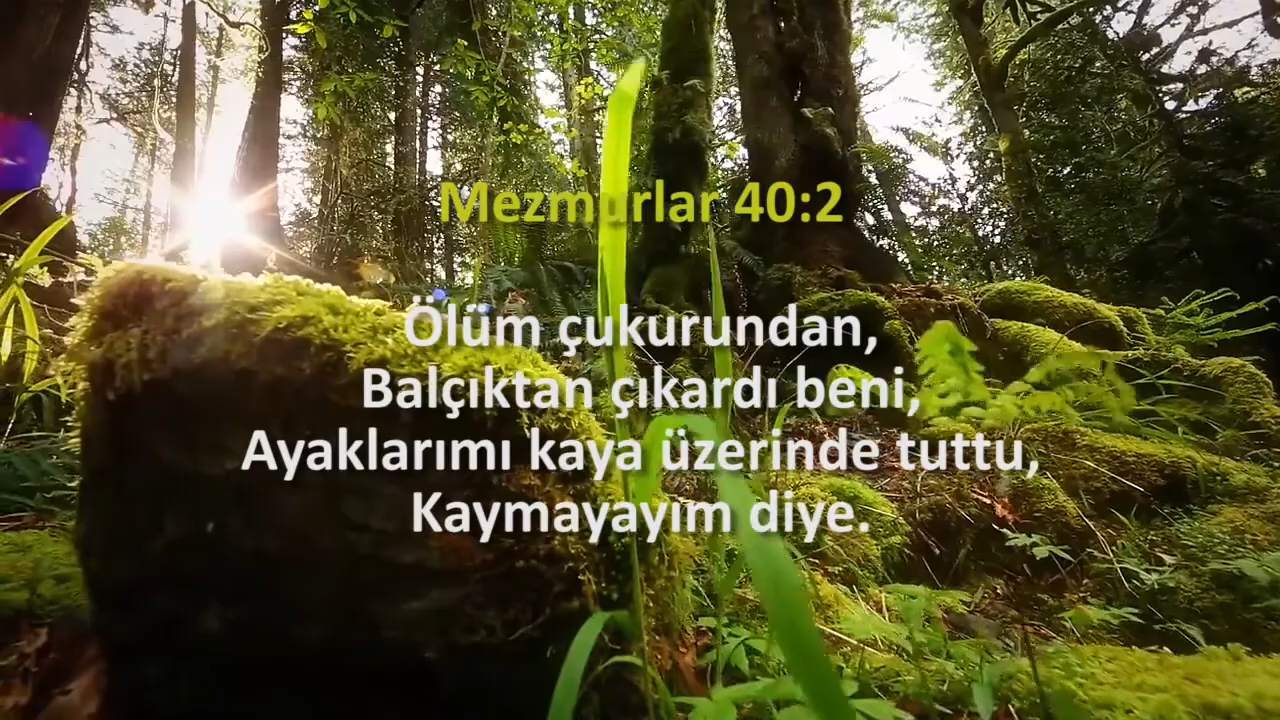 Mezmurlar 40:2
Ölüm çukurundan,
Balçıktan çıkardı beni,
Ayaklarımı kaya üzerinde tuttu,
Kaymayayım diye.